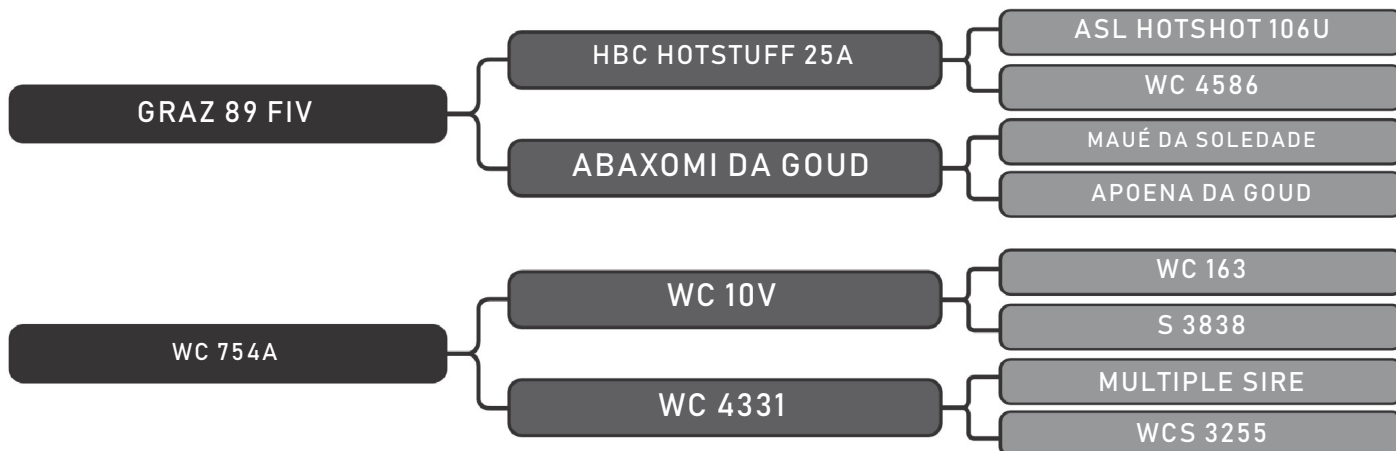 GRAZ 89 FIV
HBC HOTSTUFF 25A
ASL HOTSHOT 106U
WC 4586
ABAXOMI DA GOUD
MAUÉ DA SOLEDADE
APOENA DA GOUD
WC 754A
WC 10V
WC 163
S 3838
WC 4331
MULTIPLE SIRE
WCS 3255